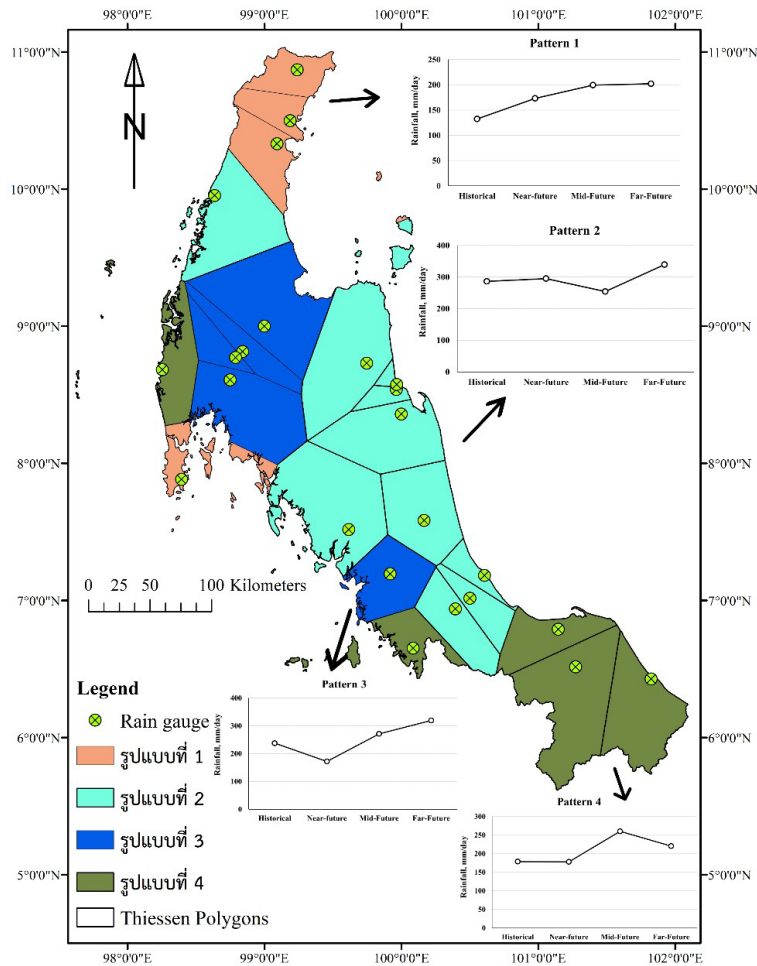 98°0'0"E 99°0'0"E 100°0'0"E 101°0'0"E 102°0'0"E
11°0'0"N
10°0'0"N
9°0'0"N
8°0'0"N
7°0'0"N
6°0'0"N
5°0'0"N
11°0'0"N
10°0'0"N
9°0'0"N
8°0'0"N
7°0'0"N
6°0'0"N
5°0'0"N
N
Pattern 1
Rainfall, mm/day
250
200
150
100
50
0
Historical Near-future Mid-Future Far-Future
Pattern 2
Rainfall, mm/day
400
300
200
100
0
Historical Near-future Mid-Future Far-Future
0 25 50 100 Kilometers
Pattern 3
Rainfall, mm/day
400
300
200
100
0
Historical Near-future Mid-Future Far-Future
Pattern 4
Rainfall, mm/day
300
250
200
150
100
50
0
Historical Near-future Mid-Future Far-Future
Legend
Rain gauge
รูปแบบที่ 1
รูปแบบที่ 2
รูปแบบที่ 3
รูปแบบที่ 4
Thiessen Polygons
98°0'0"E 99°0'0"E 100°0'0"E 101°0'0"E 102°0'0"E